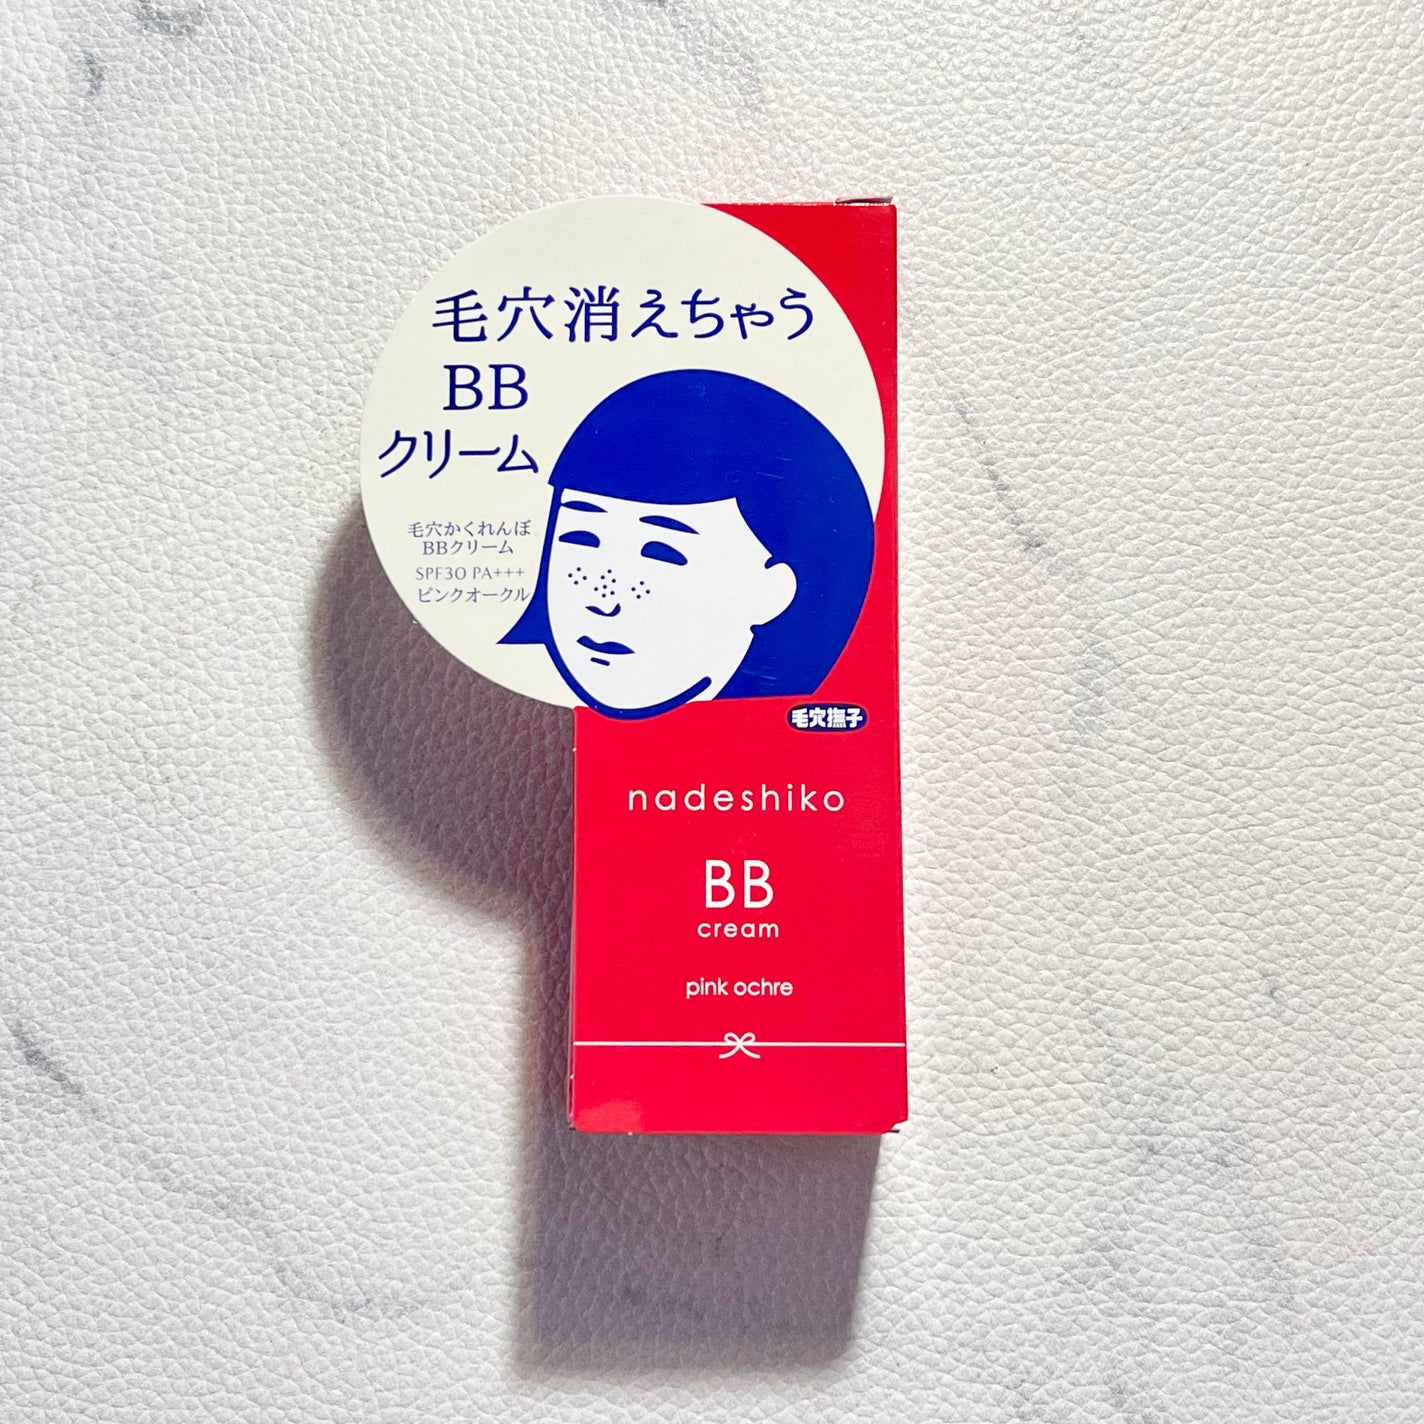 毛穴消えちゃう
BB
クリーム
毛穴かくれんぼ
BBクリーム
SPF30 PA+++
ピンクオークル
毛穴撫子
nadeshiko
BB
cream
pink ochre